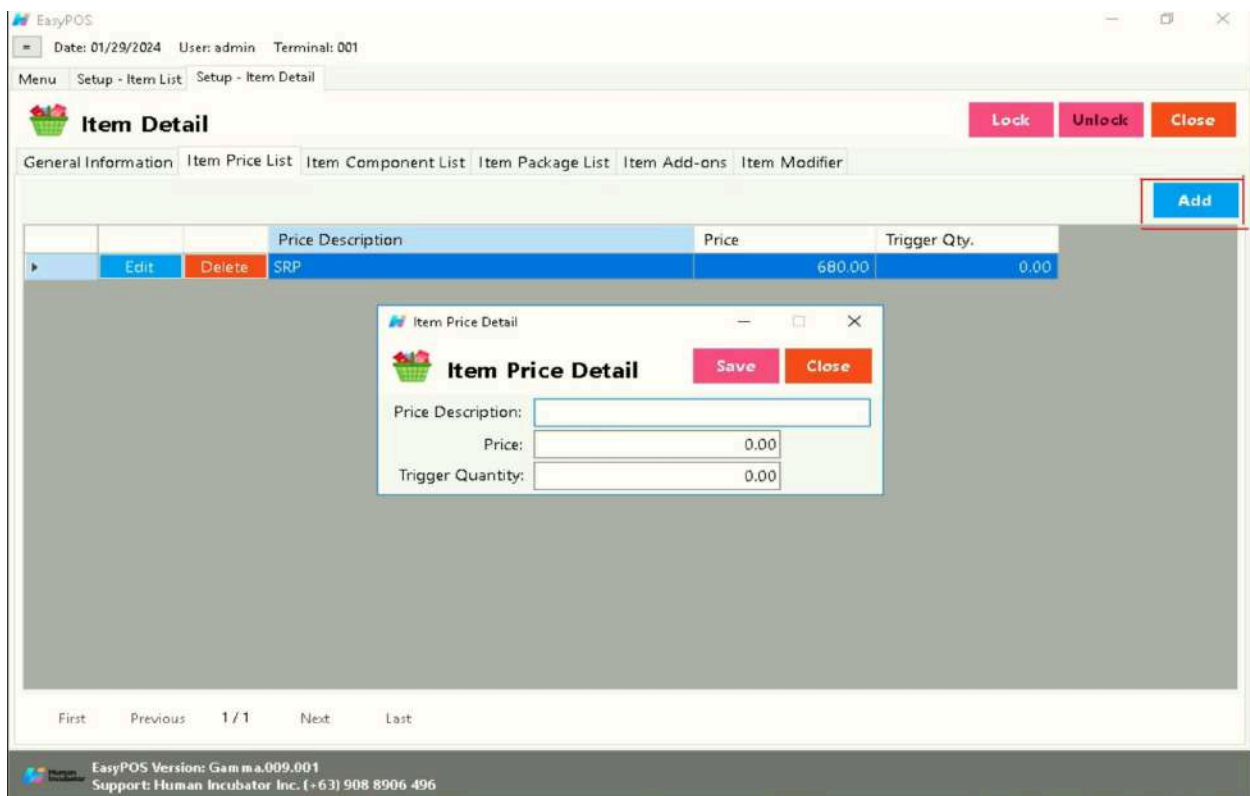 EasyPOS
= Date: 01/29/2024 User: admin Terminal: 001
Menu Setup - Item List Setup - Item Detail
Item Detail Lock Unlock Close
General Information Item Price List Item Component List Item Package List Item Add-ons Item Modifier
Add
Price Description Price Trigger Qty.
Edit Delete SRP 680.00 0.00
Item Price Detail
Item Price Detail Save Close
Price Description:
Price: 0.00
Trigger Quantity: 0.00
First Previous 1 / 1 Next Last
Human Incubator EasyPOS Version: Gamma.009.001
Support: Human Incubator Inc. (+63) 908 8906 496